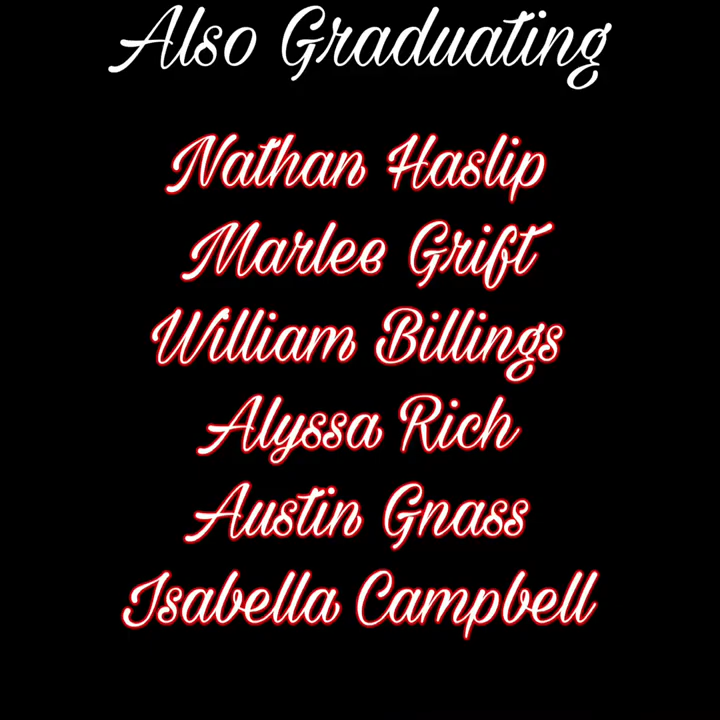 Also Graduating
Nathan Haslip
Marlee Grift
William Billings
Alyssa Rich
Austin Gnass
Isabella Campbell